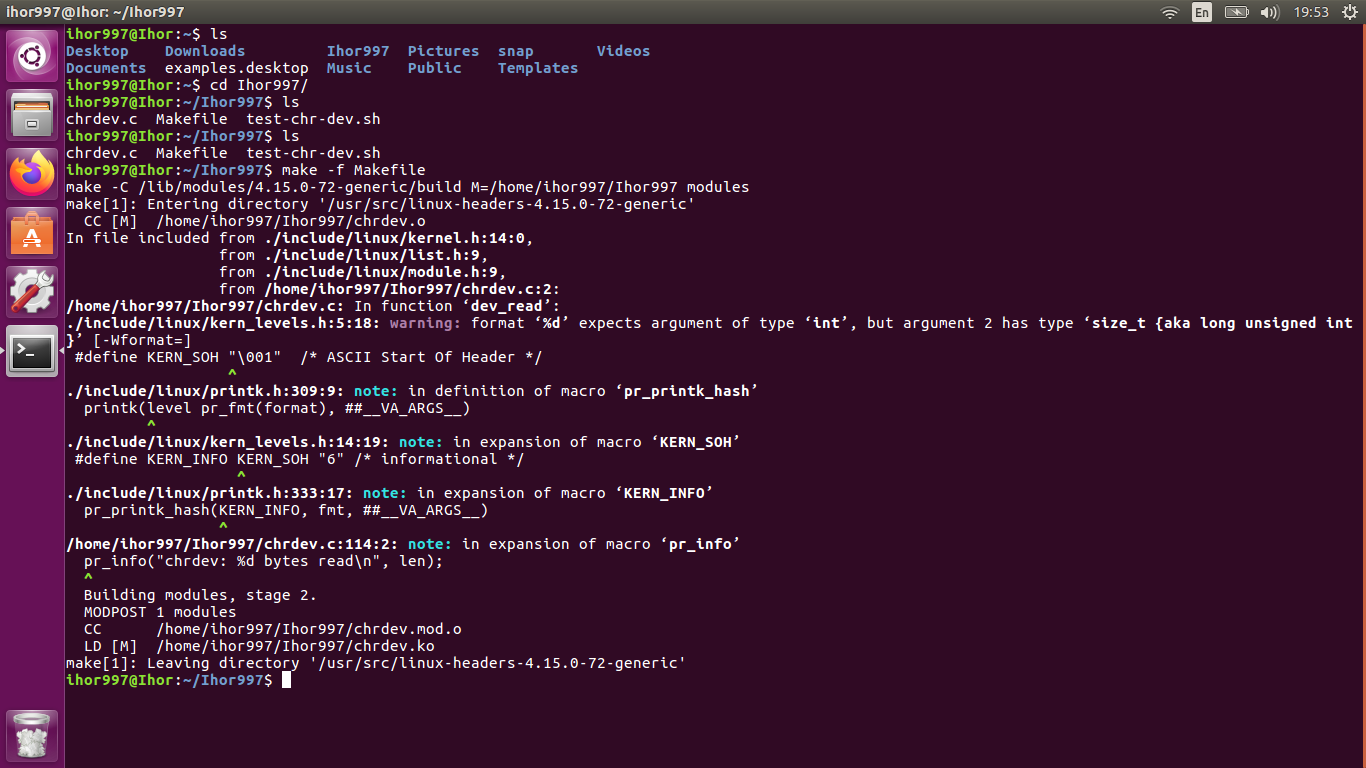 ihor997@Ihor: ~/Ihor997
En
19:53
ihor997@Ihor:~$ ls
Desktop    Downloads         Ihor997  Pictures  snap       Videos
Documents  examples.desktop  Music    Public    Templates
ihor997@Ihor:~$ cd Ihor997/
ihor997@Ihor:~/Ihor997$ ls
chrdev.c  Makefile  test-chr-dev.sh
ihor997@Ihor:~/Ihor997$ ls
chrdev.c  Makefile  test-chr-dev.sh
ihor997@Ihor:~/Ihor997$ make -f Makefile
make -C /lib/modules/4.15.0-72-generic/build M=/home/ihor997/Ihor997 modules
make[1]: Entering directory '/usr/src/linux-headers-4.15.0-72-generic'
  CC [M]  /home/ihor997/Ihor997/chrdev.o
In file included from ./include/linux/kernel.h:14:0,
                 from ./include/linux/list.h:9,
                 from ./include/linux/module.h:9,
                 from /home/ihor997/Ihor997/chrdev.c:2:
/home/ihor997/Ihor997/chrdev.c: In function ‘dev_read’:
./include/linux/kern_levels.h:5:18: warning: format ‘%d’ expects argument of type ‘int’, but argument 2 has type ‘size_t {aka long unsigned int
}’ [-Wformat=]
 #define KERN_SOH "\001"  /* ASCII Start Of Header */
                  ^
./include/linux/printk.h:309:9: note: in definition of macro ‘pr_printk_hash’
  printk(level pr_fmt(format), ##__VA_ARGS__)
         ^
./include/linux/kern_levels.h:14:19: note: in expansion of macro ‘KERN_SOH’
 #define KERN_INFO KERN_SOH "6" /* informational */
                   ^
./include/linux/printk.h:333:17: note: in expansion of macro ‘KERN_INFO’
  pr_printk_hash(KERN_INFO, fmt, ##__VA_ARGS__)
                 ^
/home/ihor997/Ihor997/chrdev.c:114:2: note: in expansion of macro ‘pr_info’
  pr_info("chrdev: %d bytes read\n", len);
  ^
  Building modules, stage 2.
  MODPOST 1 modules
  CC      /home/ihor997/Ihor997/chrdev.mod.o
  LD [M]  /home/ihor997/Ihor997/chrdev.ko
make[1]: Leaving directory '/usr/src/linux-headers-4.15.0-72-generic'
ihor997@Ihor:~/Ihor997$